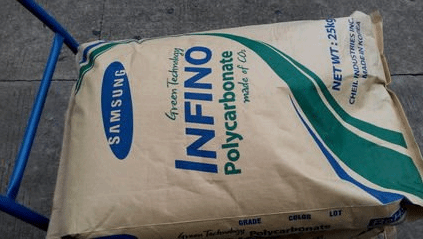 SAMSUNG
Green Technology
INFINO
Polycarbonate
made of CO₂
NET WT : 25kg
CHEIL INDUSTRIES INC.
MADE IN KOREA
GRADE COLOR LOT
Green Technology
Polycarbonate